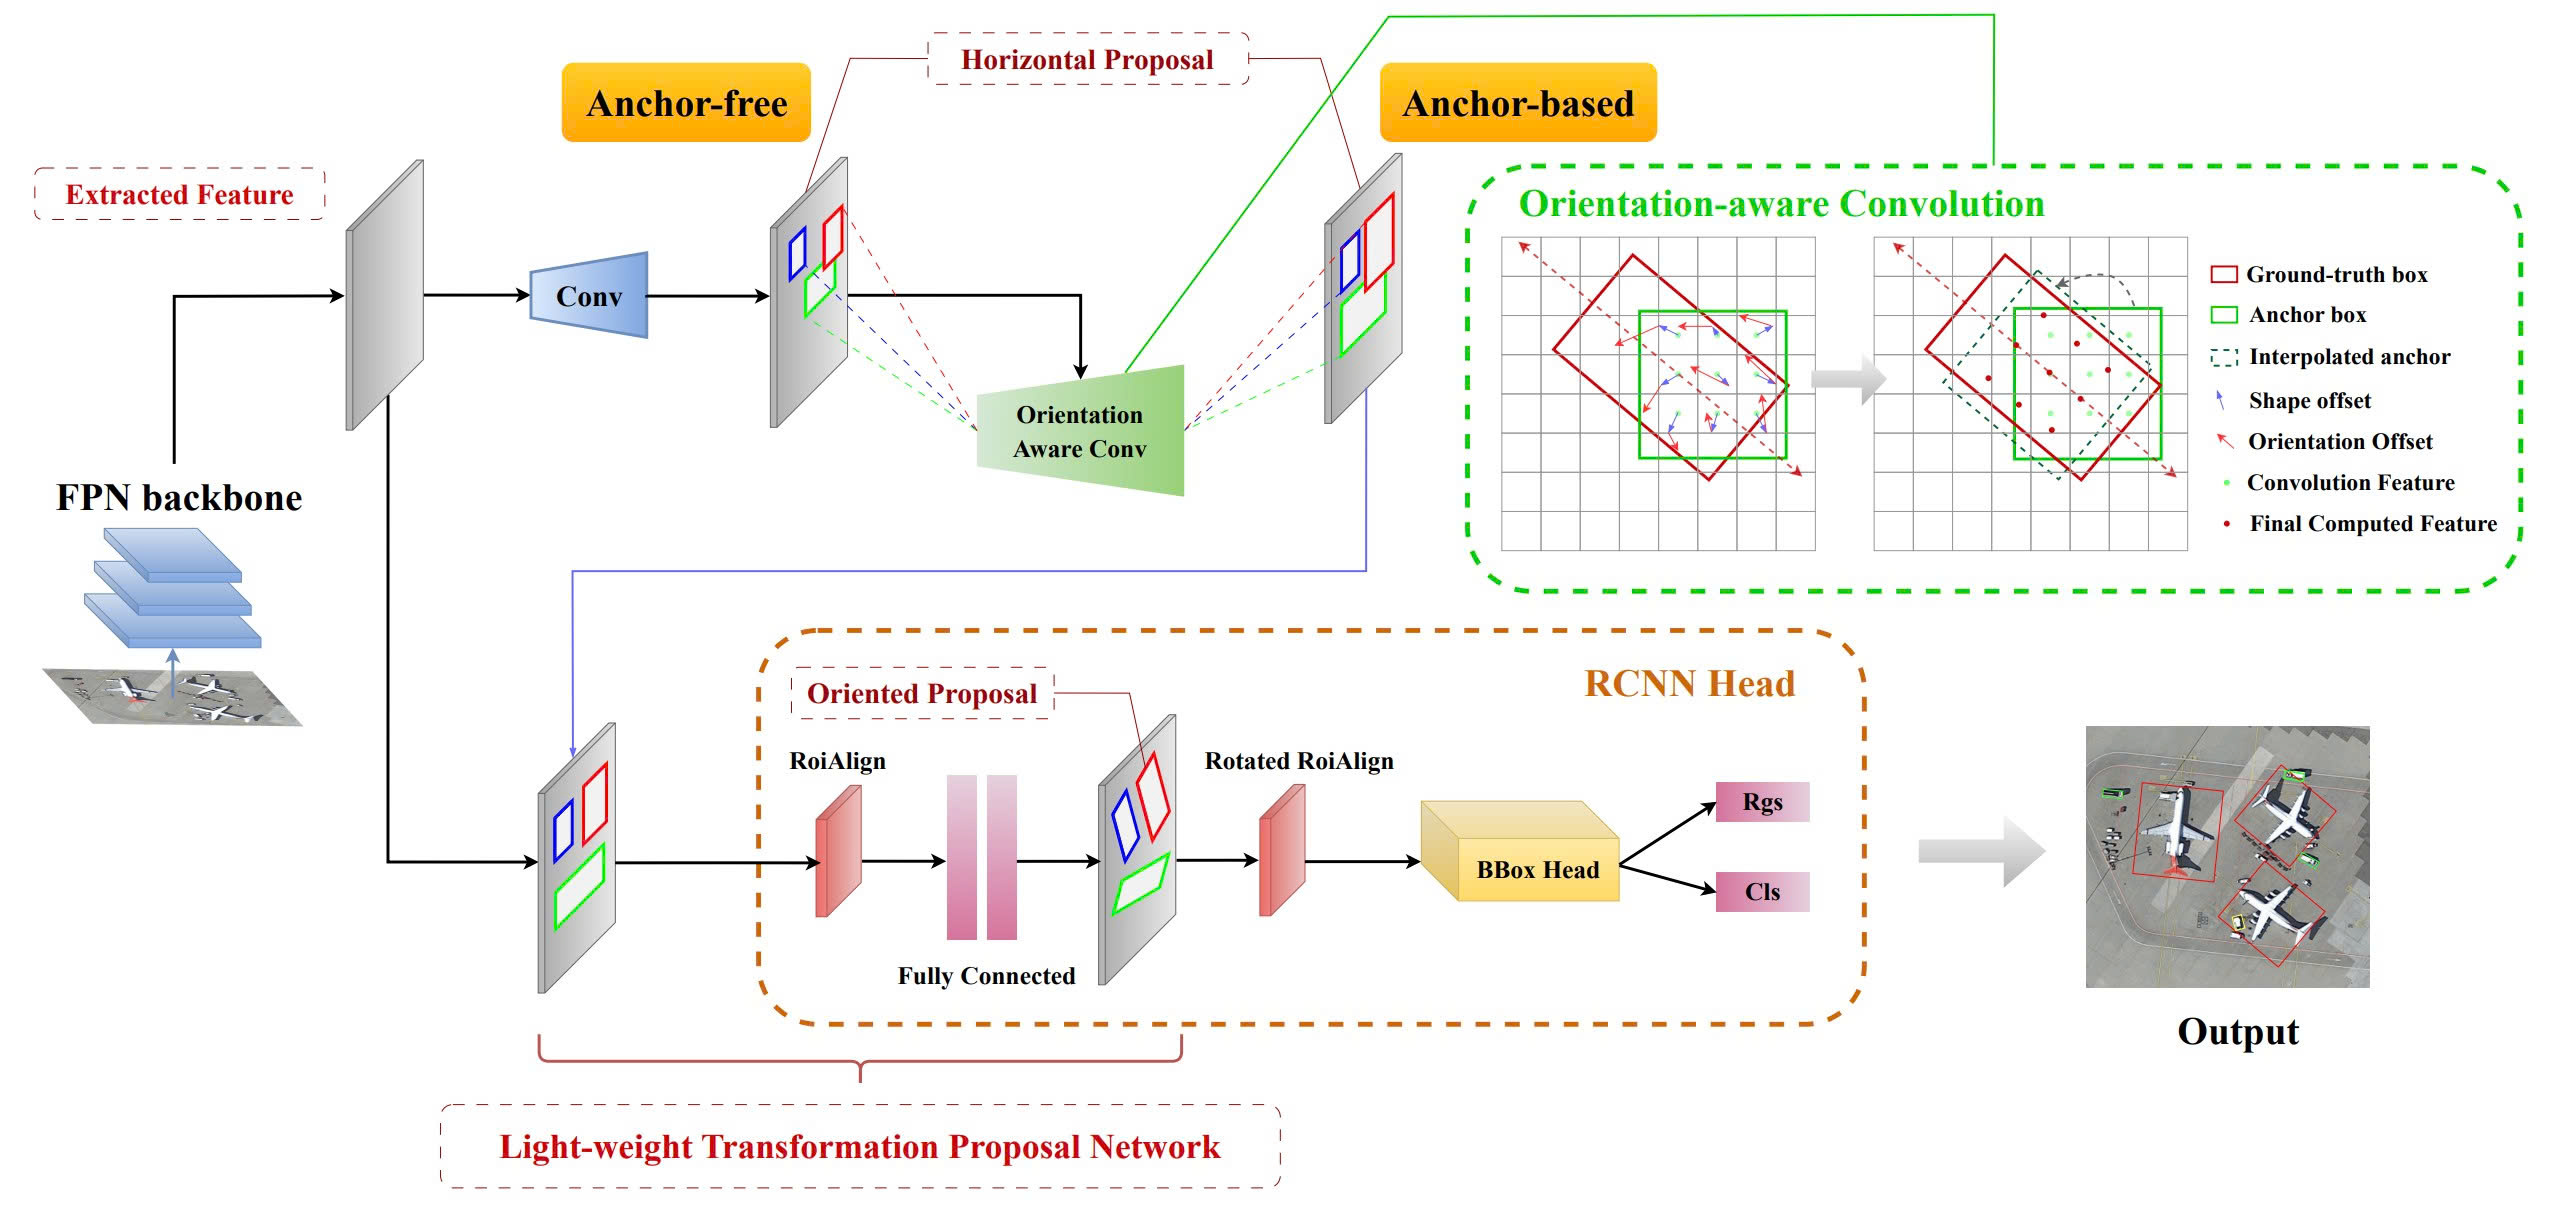 Horizontal Proposal
Anchor-free
Anchor-based
Extracted Feature
Orientation-aware Convolution
Conv
Orientation
Aware Conv
Ground-truth box
Anchor box
Interpolated anchor
Shape offset
Orientation Offset
Convolution Feature
Final Computed Feature
FPN backbone
RCNN Head
Oriented Proposal
RoiAlign
Rotated RoiAlign
Rgs
BBox Head
Cls
Fully Connected
Output
Light-weight Transformation Proposal Network